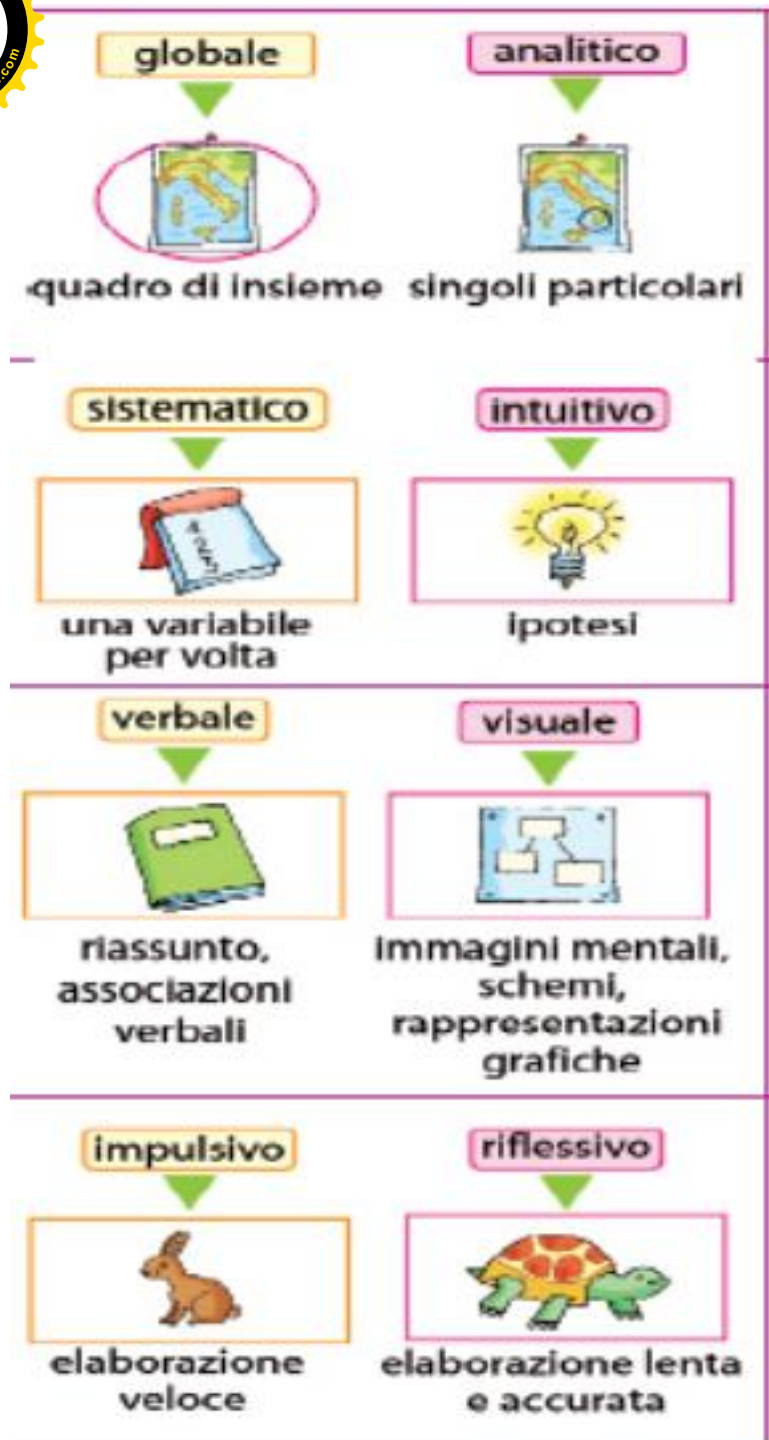 .com
globale
analitico
quadro di insieme
singoli particolari
sistematico
intuitivo
una variabile
per volta
ipotesi
verbale
visuale
riassunto,
associazioni
verbali
immagini mentali,
schemi,
rappresentazioni
grafiche
impulsivo
riflessivo
elaborazione
veloce
elaborazione lenta
e accurata